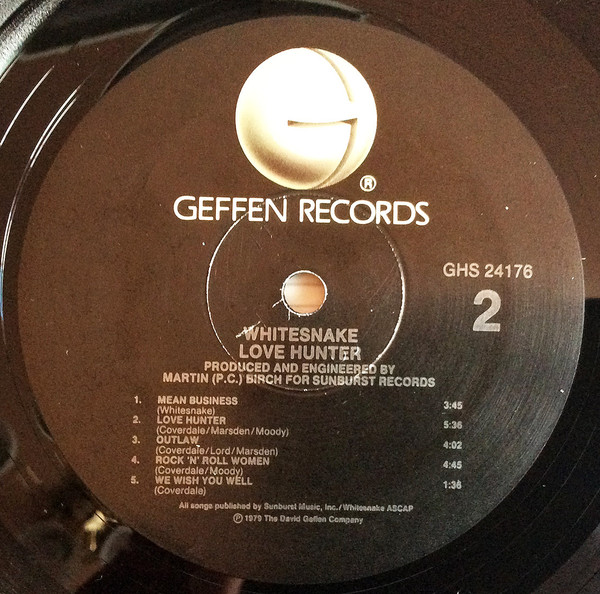 ®
GEFFEN RECORDS
GHS 24176
2
WHITESNAKE
LOVE HUNTER
PRODUCED AND ENGINEERED BY
MARTIN (P.C.) BIRCH FOR SUNBURST RECORDS
1. MEAN BUSINESS 3:45
(Whitesnake)
2. LOVE HUNTER 5:36
(Coverdale/Marsden/Moody)
3. OUTLAW 4:02
(Coverdale/Lord/Marsden)
4. ROCK 'N' ROLL WOMEN 4:45
(Coverdale/Moody)
5. WE WISH YOU WELL 1:36
(Coverdale)
All songs published by Sunburst Music, Inc./Whitesnake ASCAP
℗ 1979 The David Geffen Company